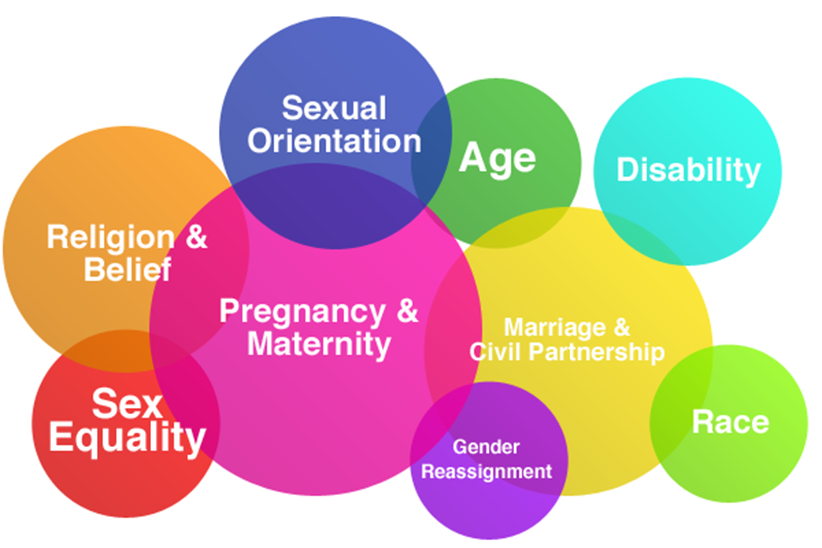 Sexual
Orientation
Age
Disability
Religion &
Belief
Pregnancy &
Maternity
Marriage &
Civil Partnership
Sex
Equality
Gender
Reassignment
Race